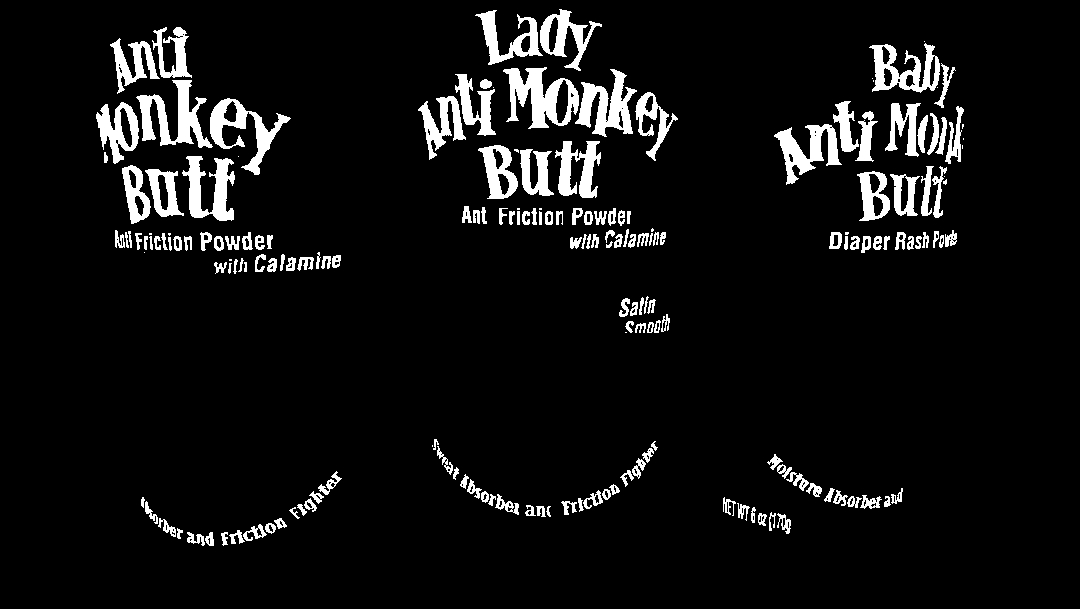 Anti
Monkey
Butt
Anti Friction Powder
with Calamine
Absorber and Friction Fighter
Lady
Anti Monkey
Butt
Ant Friction Powder
with Calamine
Satin
Smooth
Sweat Absorber and Friction Fighter
Baby
Anti Monk
Butt
Diaper Rash Powde
Moisture Absorber and
NET WT 6 oz (170g